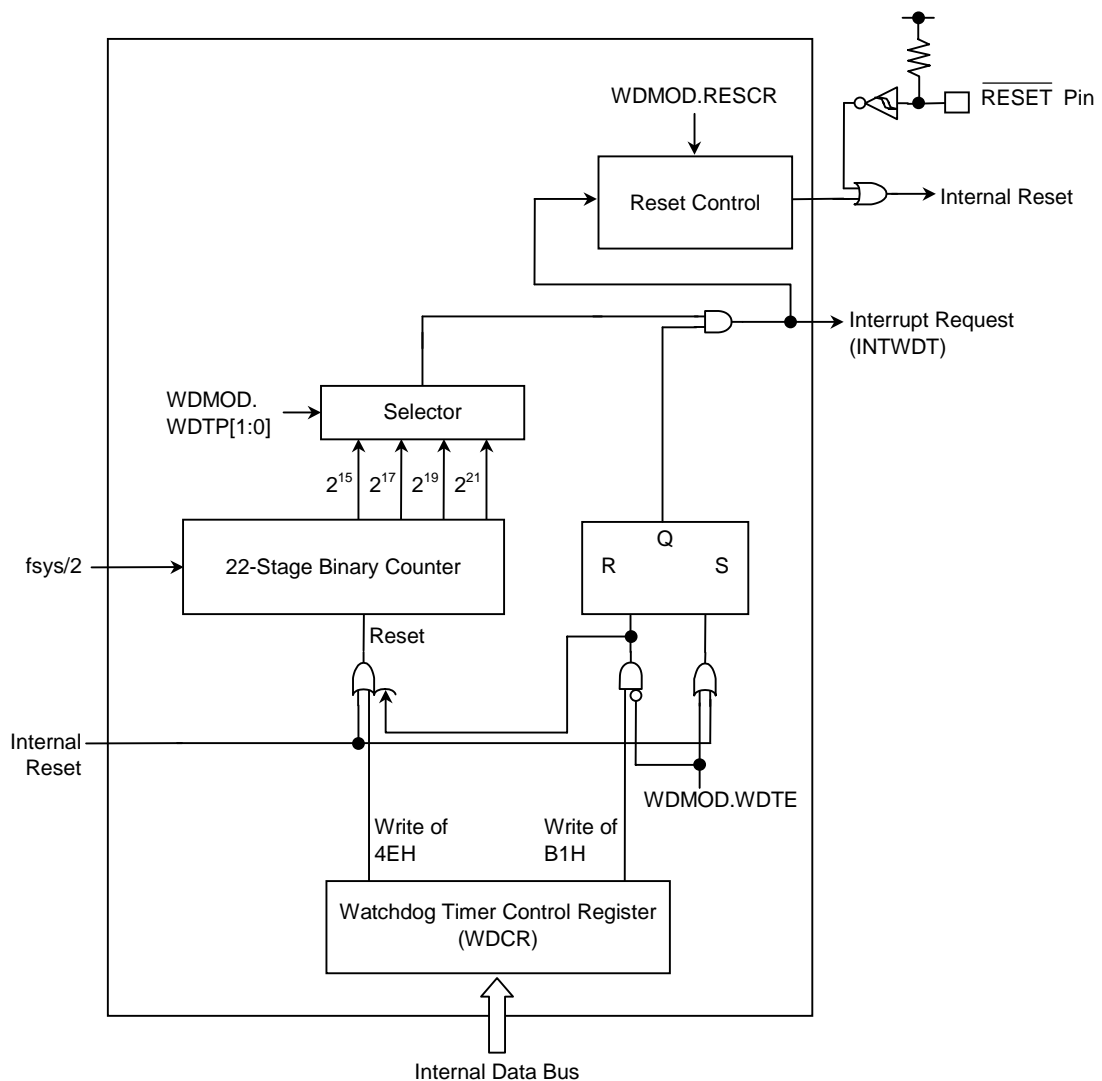 WDMOD.RESCR
RESET Pin
Reset Control
Internal Reset
Interrupt Request
(INTWDT)
WDMOD.
WDTP[1:0]
Selector
2^15 2^17 2^19 2^21
fsys/2
22-Stage Binary Counter
Q
R S
Reset
Internal
Reset
WDMOD.WDTE
Write of
4EH
Write of
B1H
Watchdog Timer Control Register
(WDCR)
Internal Data Bus